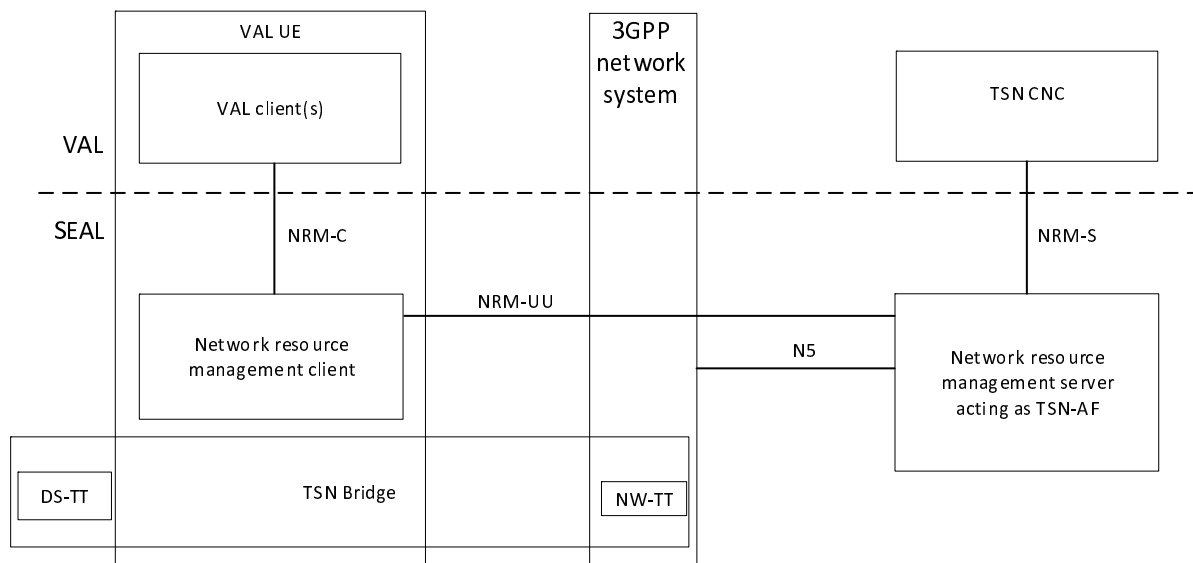 VAL UE
3GPP
network
system
VAL client(s)
TSN CNC
VAL
SEAL
NRM-C
NRM-S
NRM-UU
N5
Network resource
management client
Network resource
management server
acting as TSN-AF
DS-TT
TSN Bridge
NW-TT